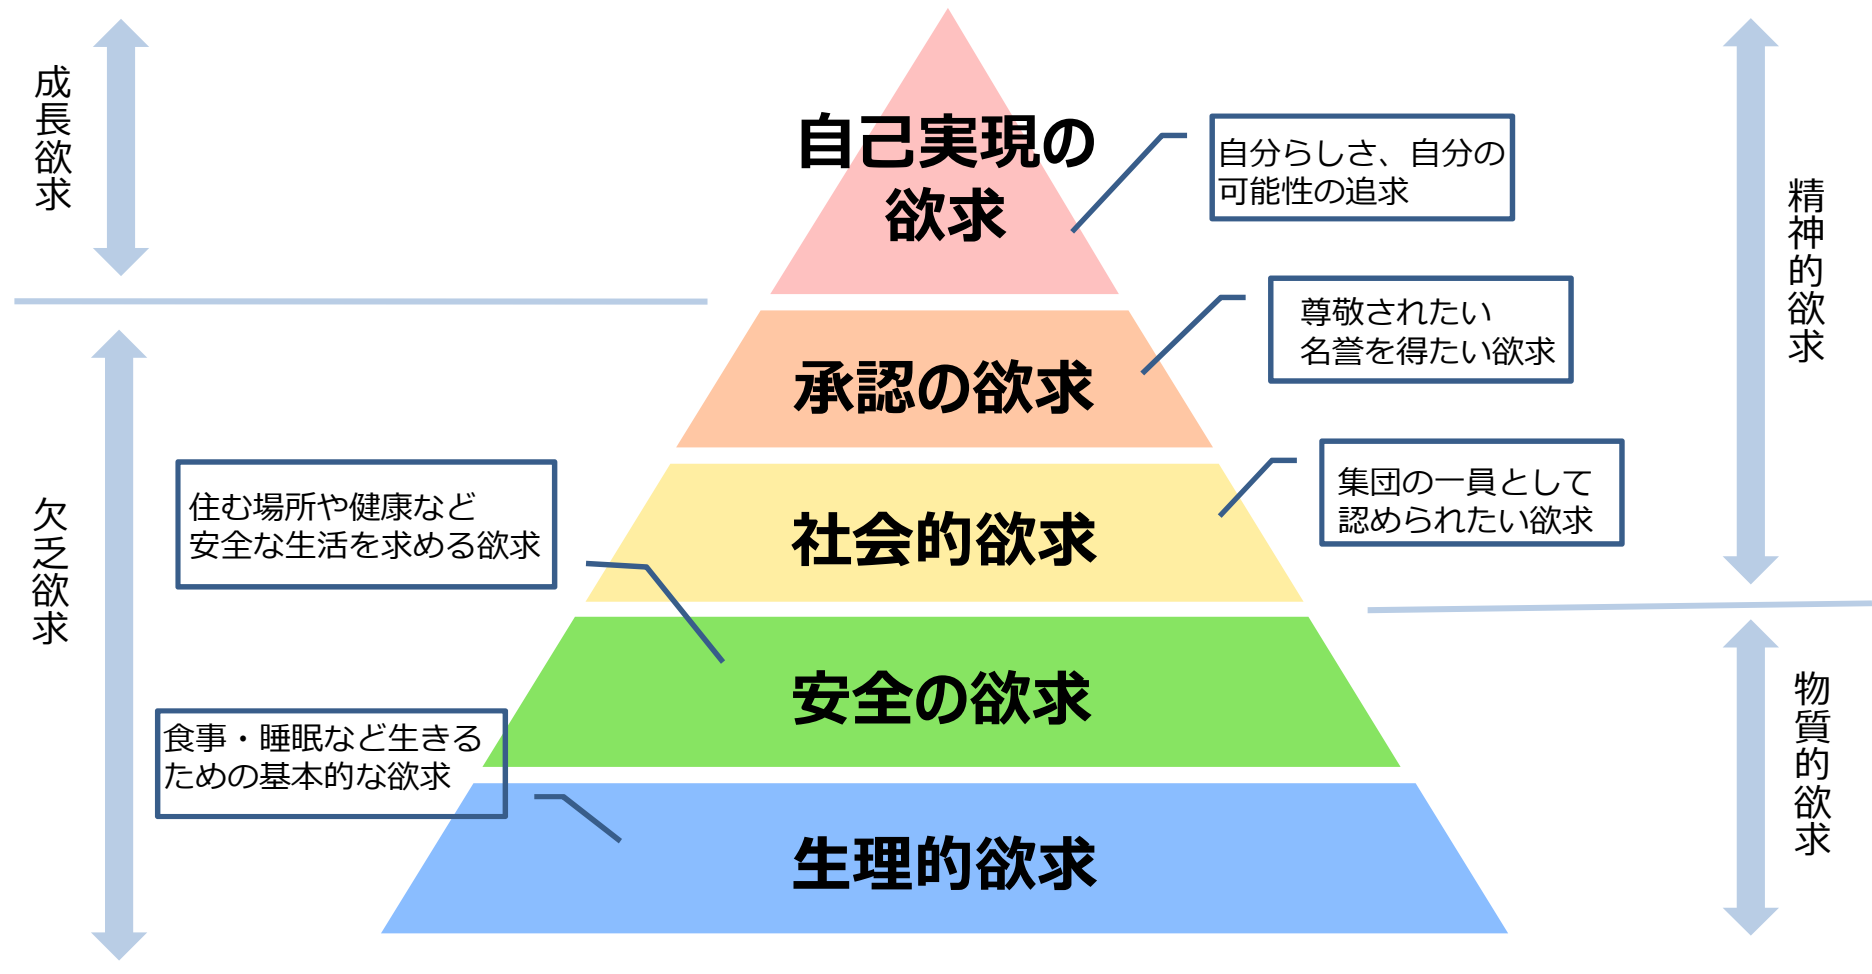 成長欲求
自己実現の
欲求
自分らしさ、自分の
可能性の追求
精神的欲求
承認の欲求
尊敬されたい
名誉を得たい欲求
欠乏欲求
住む場所や健康など
安全な生活を求める欲求
社会的欲求
集団の一員として
認められたい欲求
安全の欲求
物質的欲求
食事・睡眠など生きる
ための基本的な欲求
生理的欲求